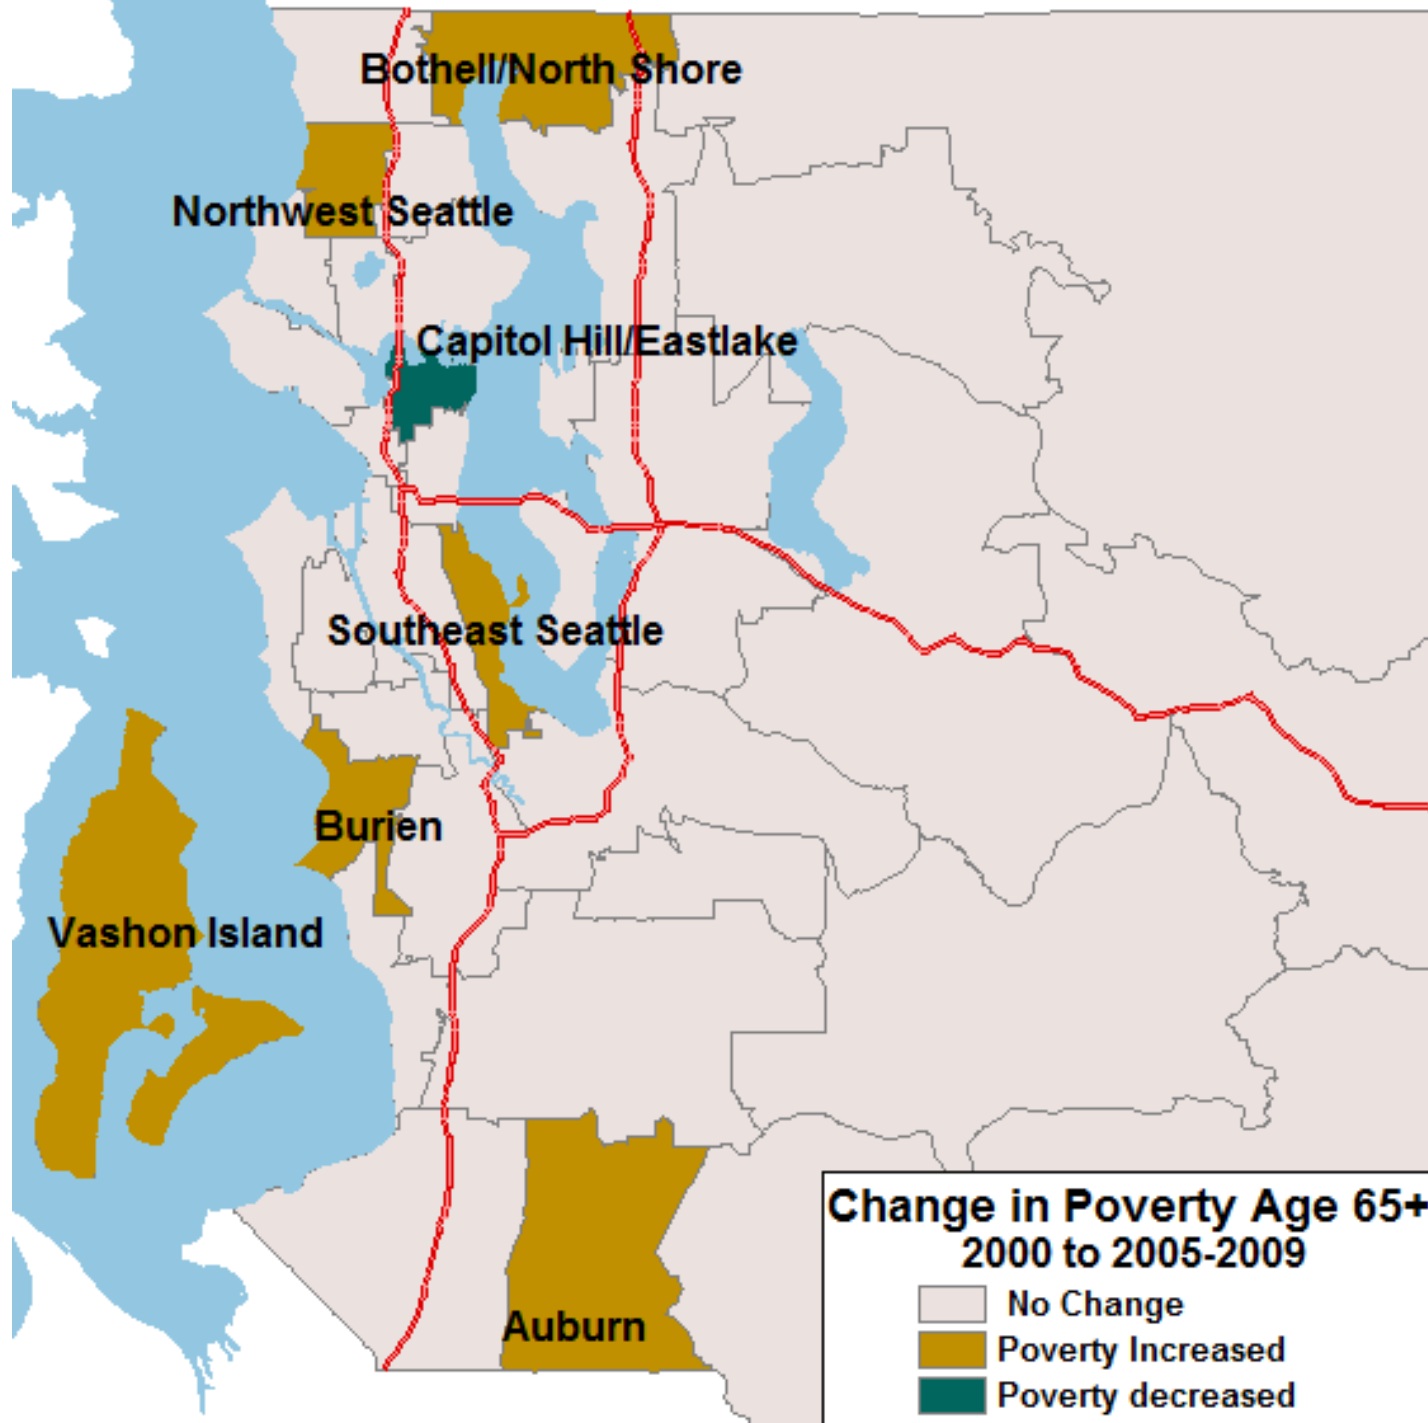 Bothell/North Shore
Northwest Seattle
Capitol Hill/Eastlake
Southeast Seattle
Burien
Vashon Island
Auburn
Change in Poverty Age 65+
2000 to 2005-2009
No Change
Poverty Increased
Poverty decreased